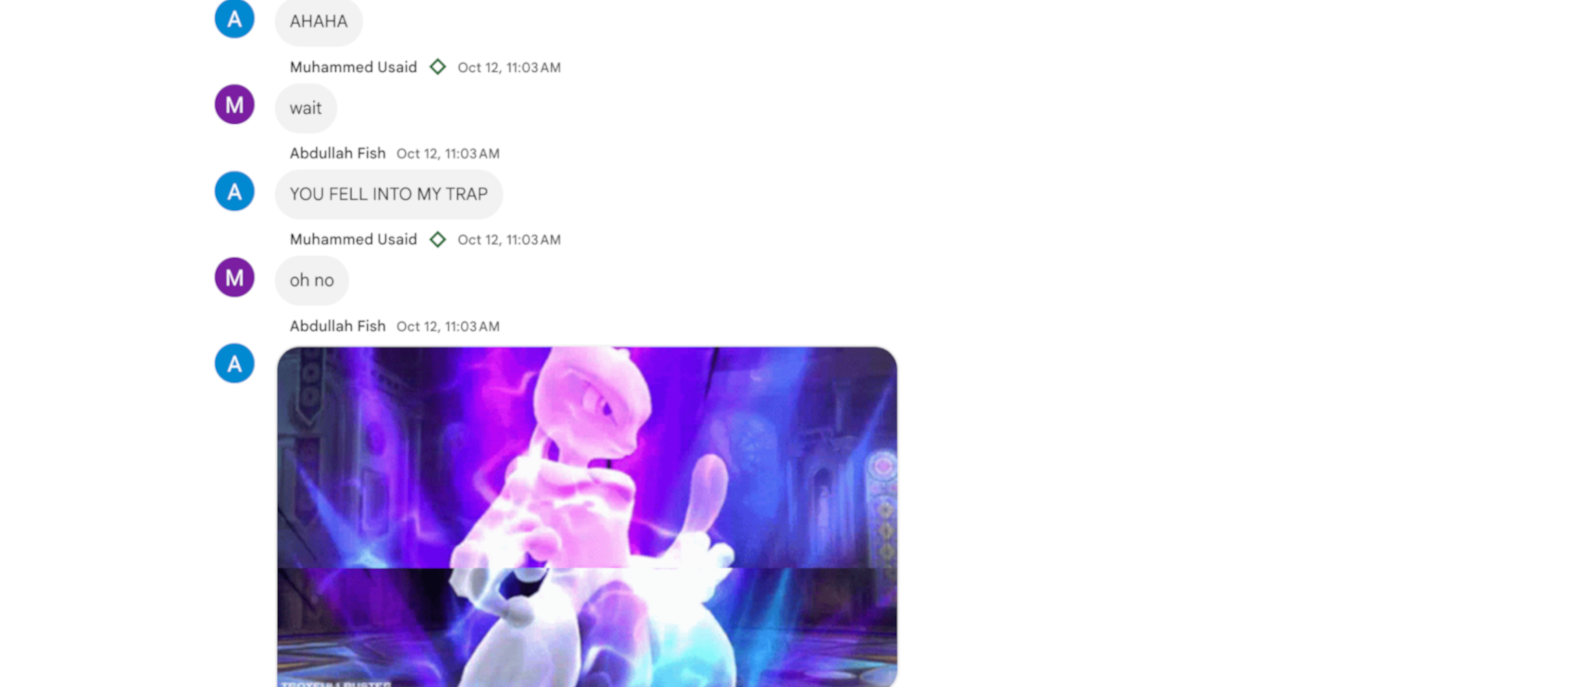 A
AHAHA
Muhammed Usaid Oct 12, 11:03 AM
M
wait
Abdullah Fish Oct 12, 11:03 AM
A
YOU FELL INTO MY TRAP
Muhammed Usaid Oct 12, 11:03 AM
M
oh no
Abdullah Fish Oct 12, 11:03 AM
A